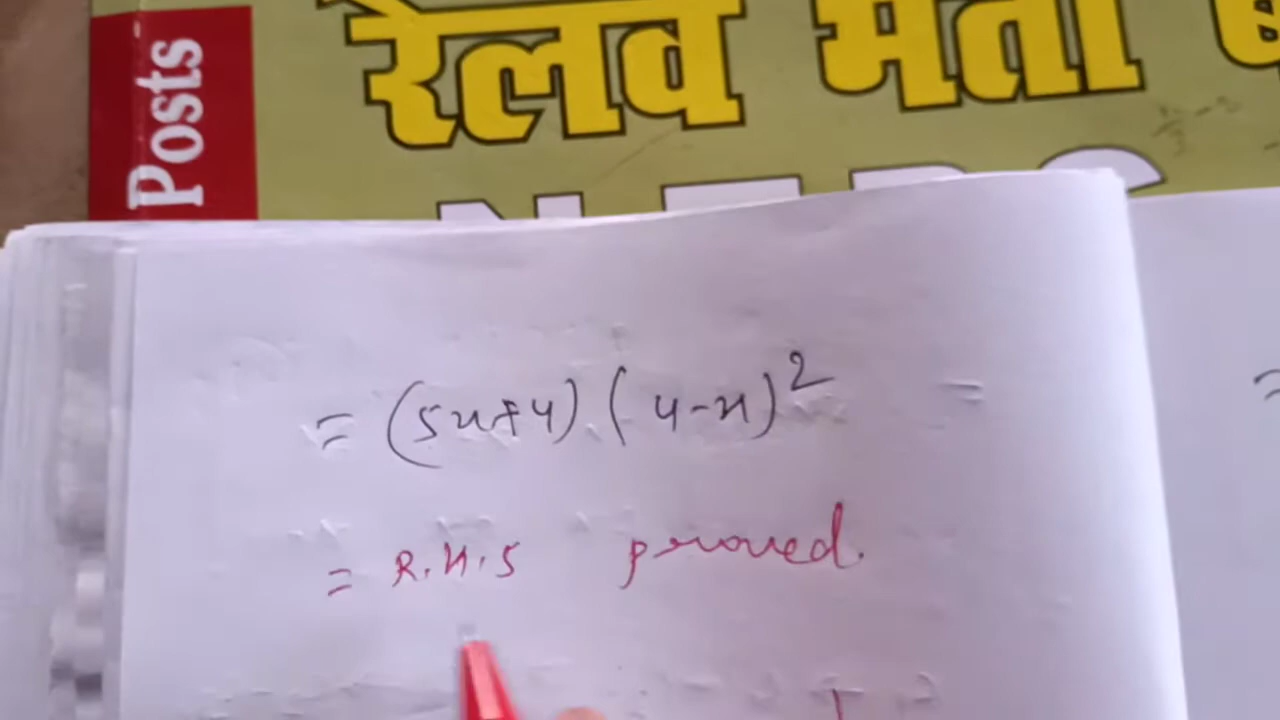 Posts
रेलवे भर्ती
= (5x+4) (4-x)² =
= R.H.S proved.